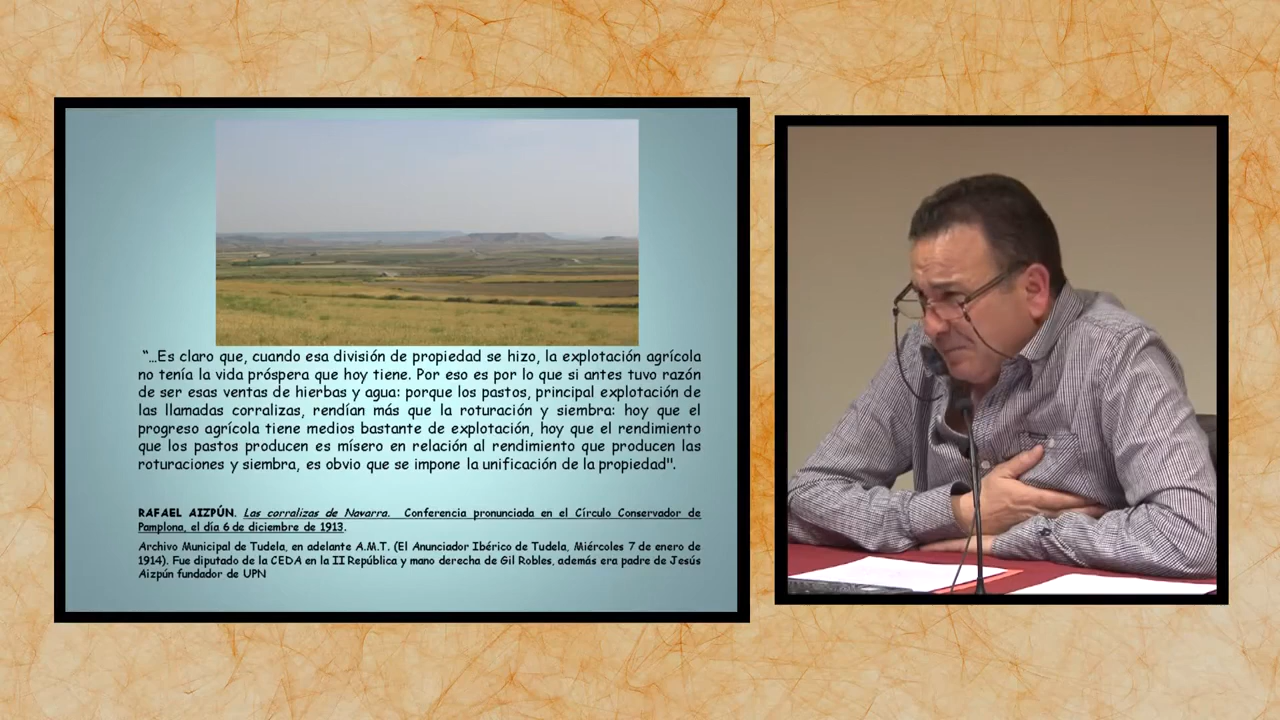 “…Es claro que, cuando esa división de propiedad se hizo, la explotación agrícola
no tenía la vida próspera que hoy tiene. Por eso es por lo que si antes tuvo razón
de ser esas ventas de hierbas y agua: porque los pastos, principal explotación de
las llamadas corralizas, rendían más que la roturación y siembra: hoy que el
progreso agrícola tiene medios bastante de explotación, hoy que el rendimiento
que los pastos producen es mísero en relación al rendimiento que producen las
roturaciones y siembra, es obvio que se impone la unificación de la propiedad".
RAFAEL AIZPÚN. Las corralizas de Navarra. Conferencia pronunciada en el Círculo Conservador de
Pamplona, el día 6 de diciembre de 1913.
Archivo Municipal de Tudela, en adelante A.M.T. (El Anunciador Ibérico de Tudela, Miércoles 7 de enero de
1914). Fue diputado de la CEDA en la II República y mano derecha de Gil Robles, además era padre de Jesús
Aizpún fundador de UPN